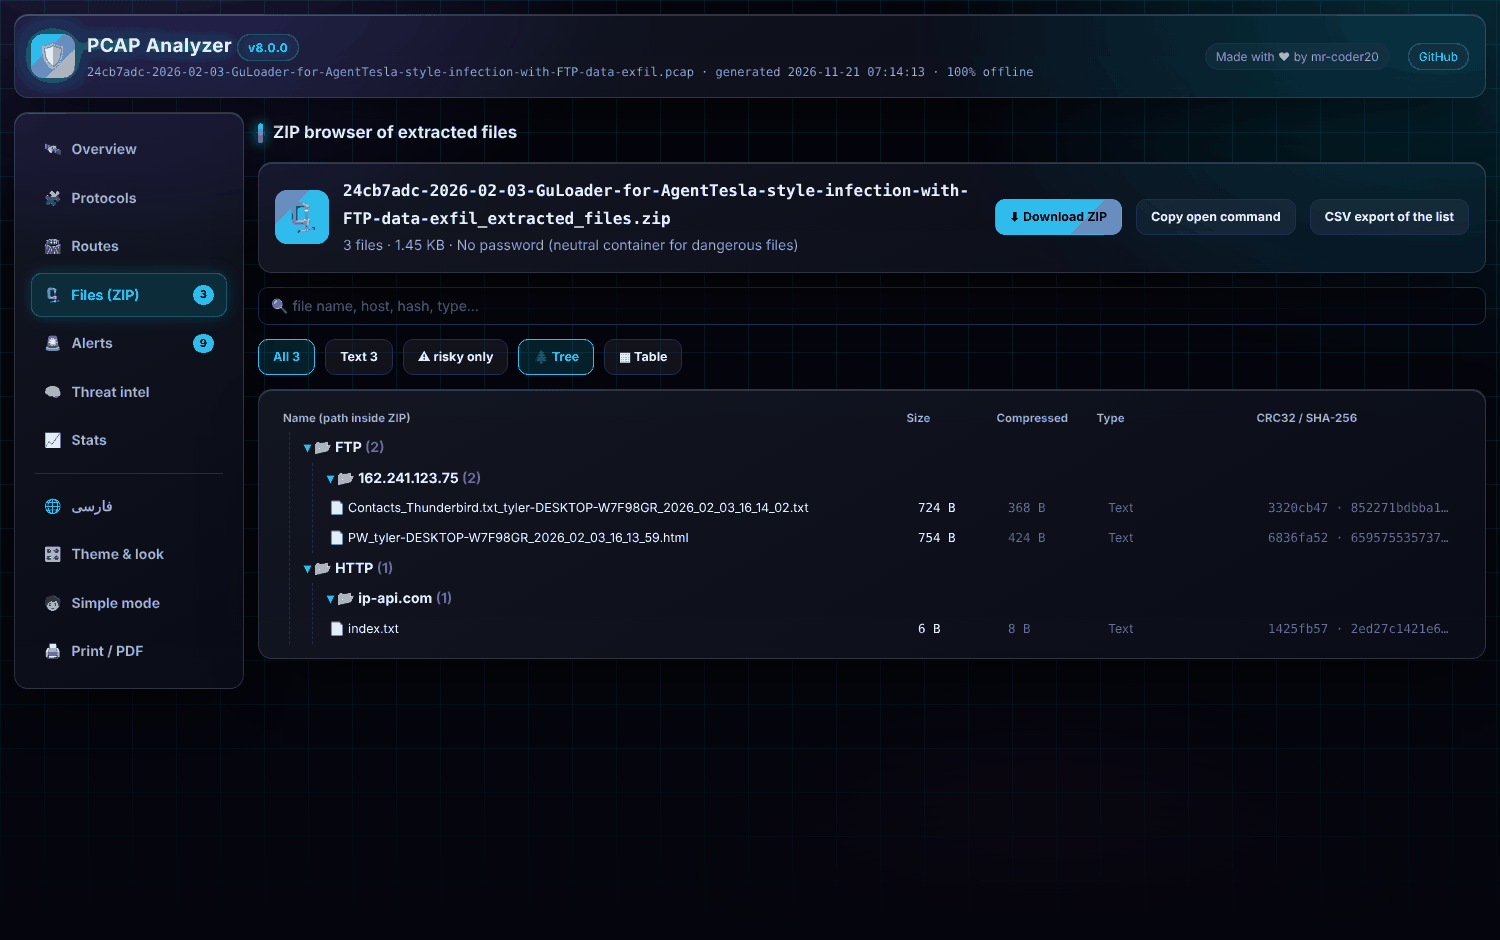 PCAP Analyzer v8.0.0
24cb7adc-2026-02-03-GuLoader-for-AgentTesla-style-infection-with-FTP-data-exfil.pcap · generated 2026-11-21 07:14:13 · 100% offline
Made with ♥ by mr-coder20
GitHub
Overview
Protocols
Routes
Files (ZIP) 3
Alerts 9
Threat intel
Stats
فارسی
Theme & look
Simple mode
Print / PDF
ZIP browser of extracted files
24cb7adc-2026-02-03-GuLoader-for-AgentTesla-style-infection-with-
FTP-data-exfil_extracted_files.zip
3 files · 1.45 KB · No password (neutral container for dangerous files)
⬇ Download ZIP
Copy open command
CSV export of the list
🔍 file name, host, hash, type...
All 3
Text 3
⚠ risky only
🌲 Tree
▦ Table
Name (path inside ZIP) Size Compressed Type CRC32 / SHA-256
▼ FTP (2)
▼ 162.241.123.75 (2)
Contacts_Thunderbird.txt_tyler-DESKTOP-W7F98GR_2026_02_03_16_14_02.txt 724 B 368 B Text 3320cb47 · 852271bdbba1…
PW_tyler-DESKTOP-W7F98GR_2026_02_03_16_13_59.html 754 B 424 B Text 6836fa52 · 659575535737…
▼ HTTP (1)
▼ ip-api.com (1)
index.txt 6 B 8 B Text 1425fb57 · 2ed27c1421e6…